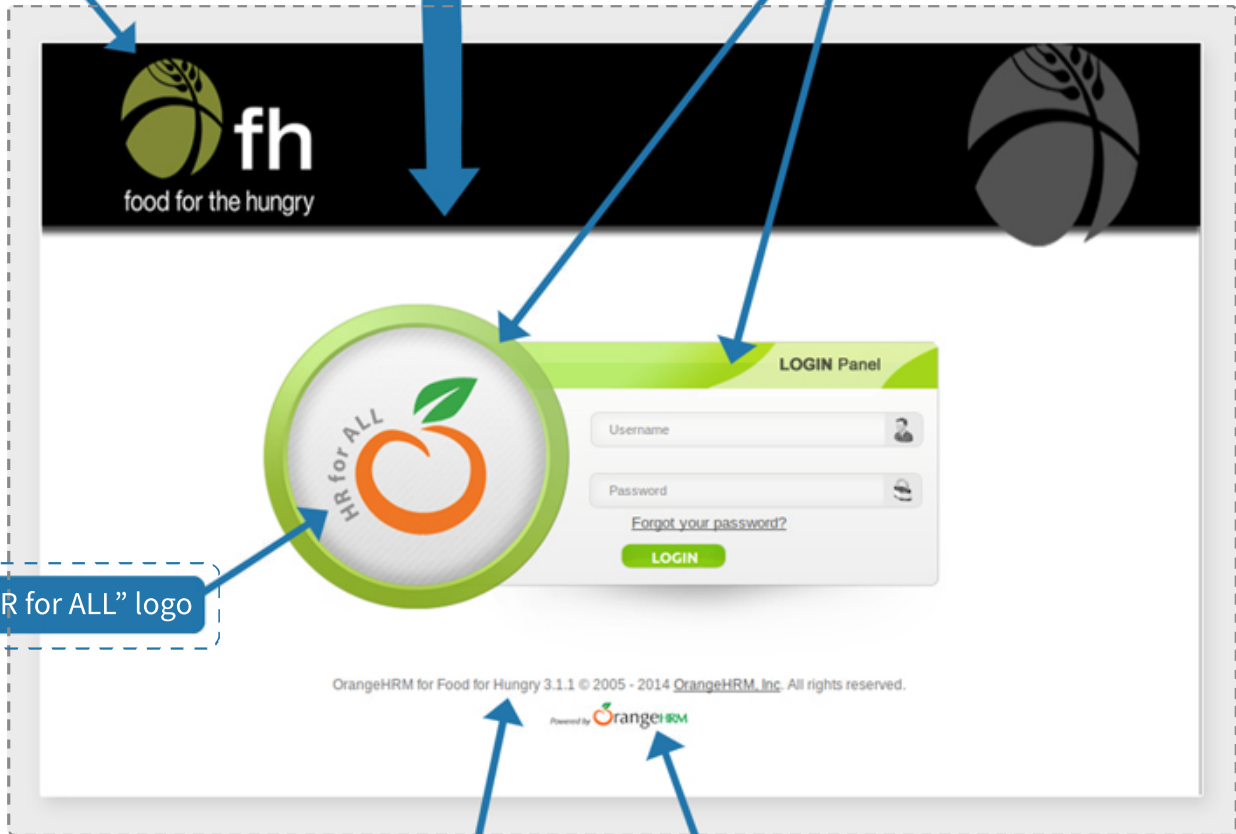 fh
food for the hungry
LOGIN Panel
HR for ALL
Username
Password
Forgot your password?
LOGIN
R for ALL” logo
OrangeHRM for Food for Hungry 3.1.1 © 2005 - 2014 OrangeHRM, Inc. All rights reserved.
Powered by OrangeHRM